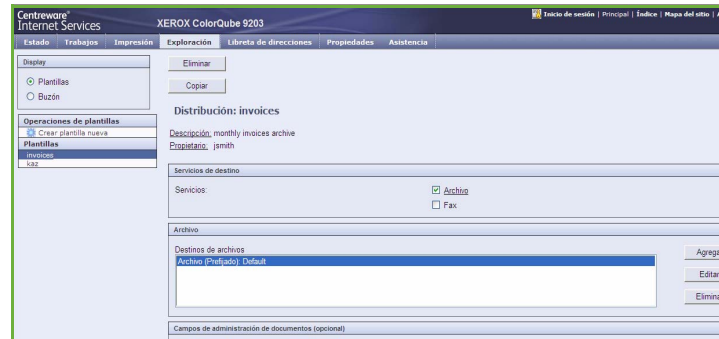 Centreware®
Internet Services
XEROX ColorQube 9203
Inicio de sesión | Principal | Índice | Mapa del sitio |
Estado Trabajos Impresión Exploración Libreta de direcciones Propiedades Asistencia
Display
Plantillas
Buzón
Operaciones de plantillas
Crear plantilla nueva
Plantillas
invoices
kaz
Eliminar
Copiar
Distribución: invoices
Descripción: monthly invoices archive
Propietario: jsmith
Servicios de destino
Servicios:
Archivo
Fax
Archivo
Destinos de archivos
Archivo (Prefijado): Default
Agrega
Editar
Elimina
Campos de administración de documentos (opcional)